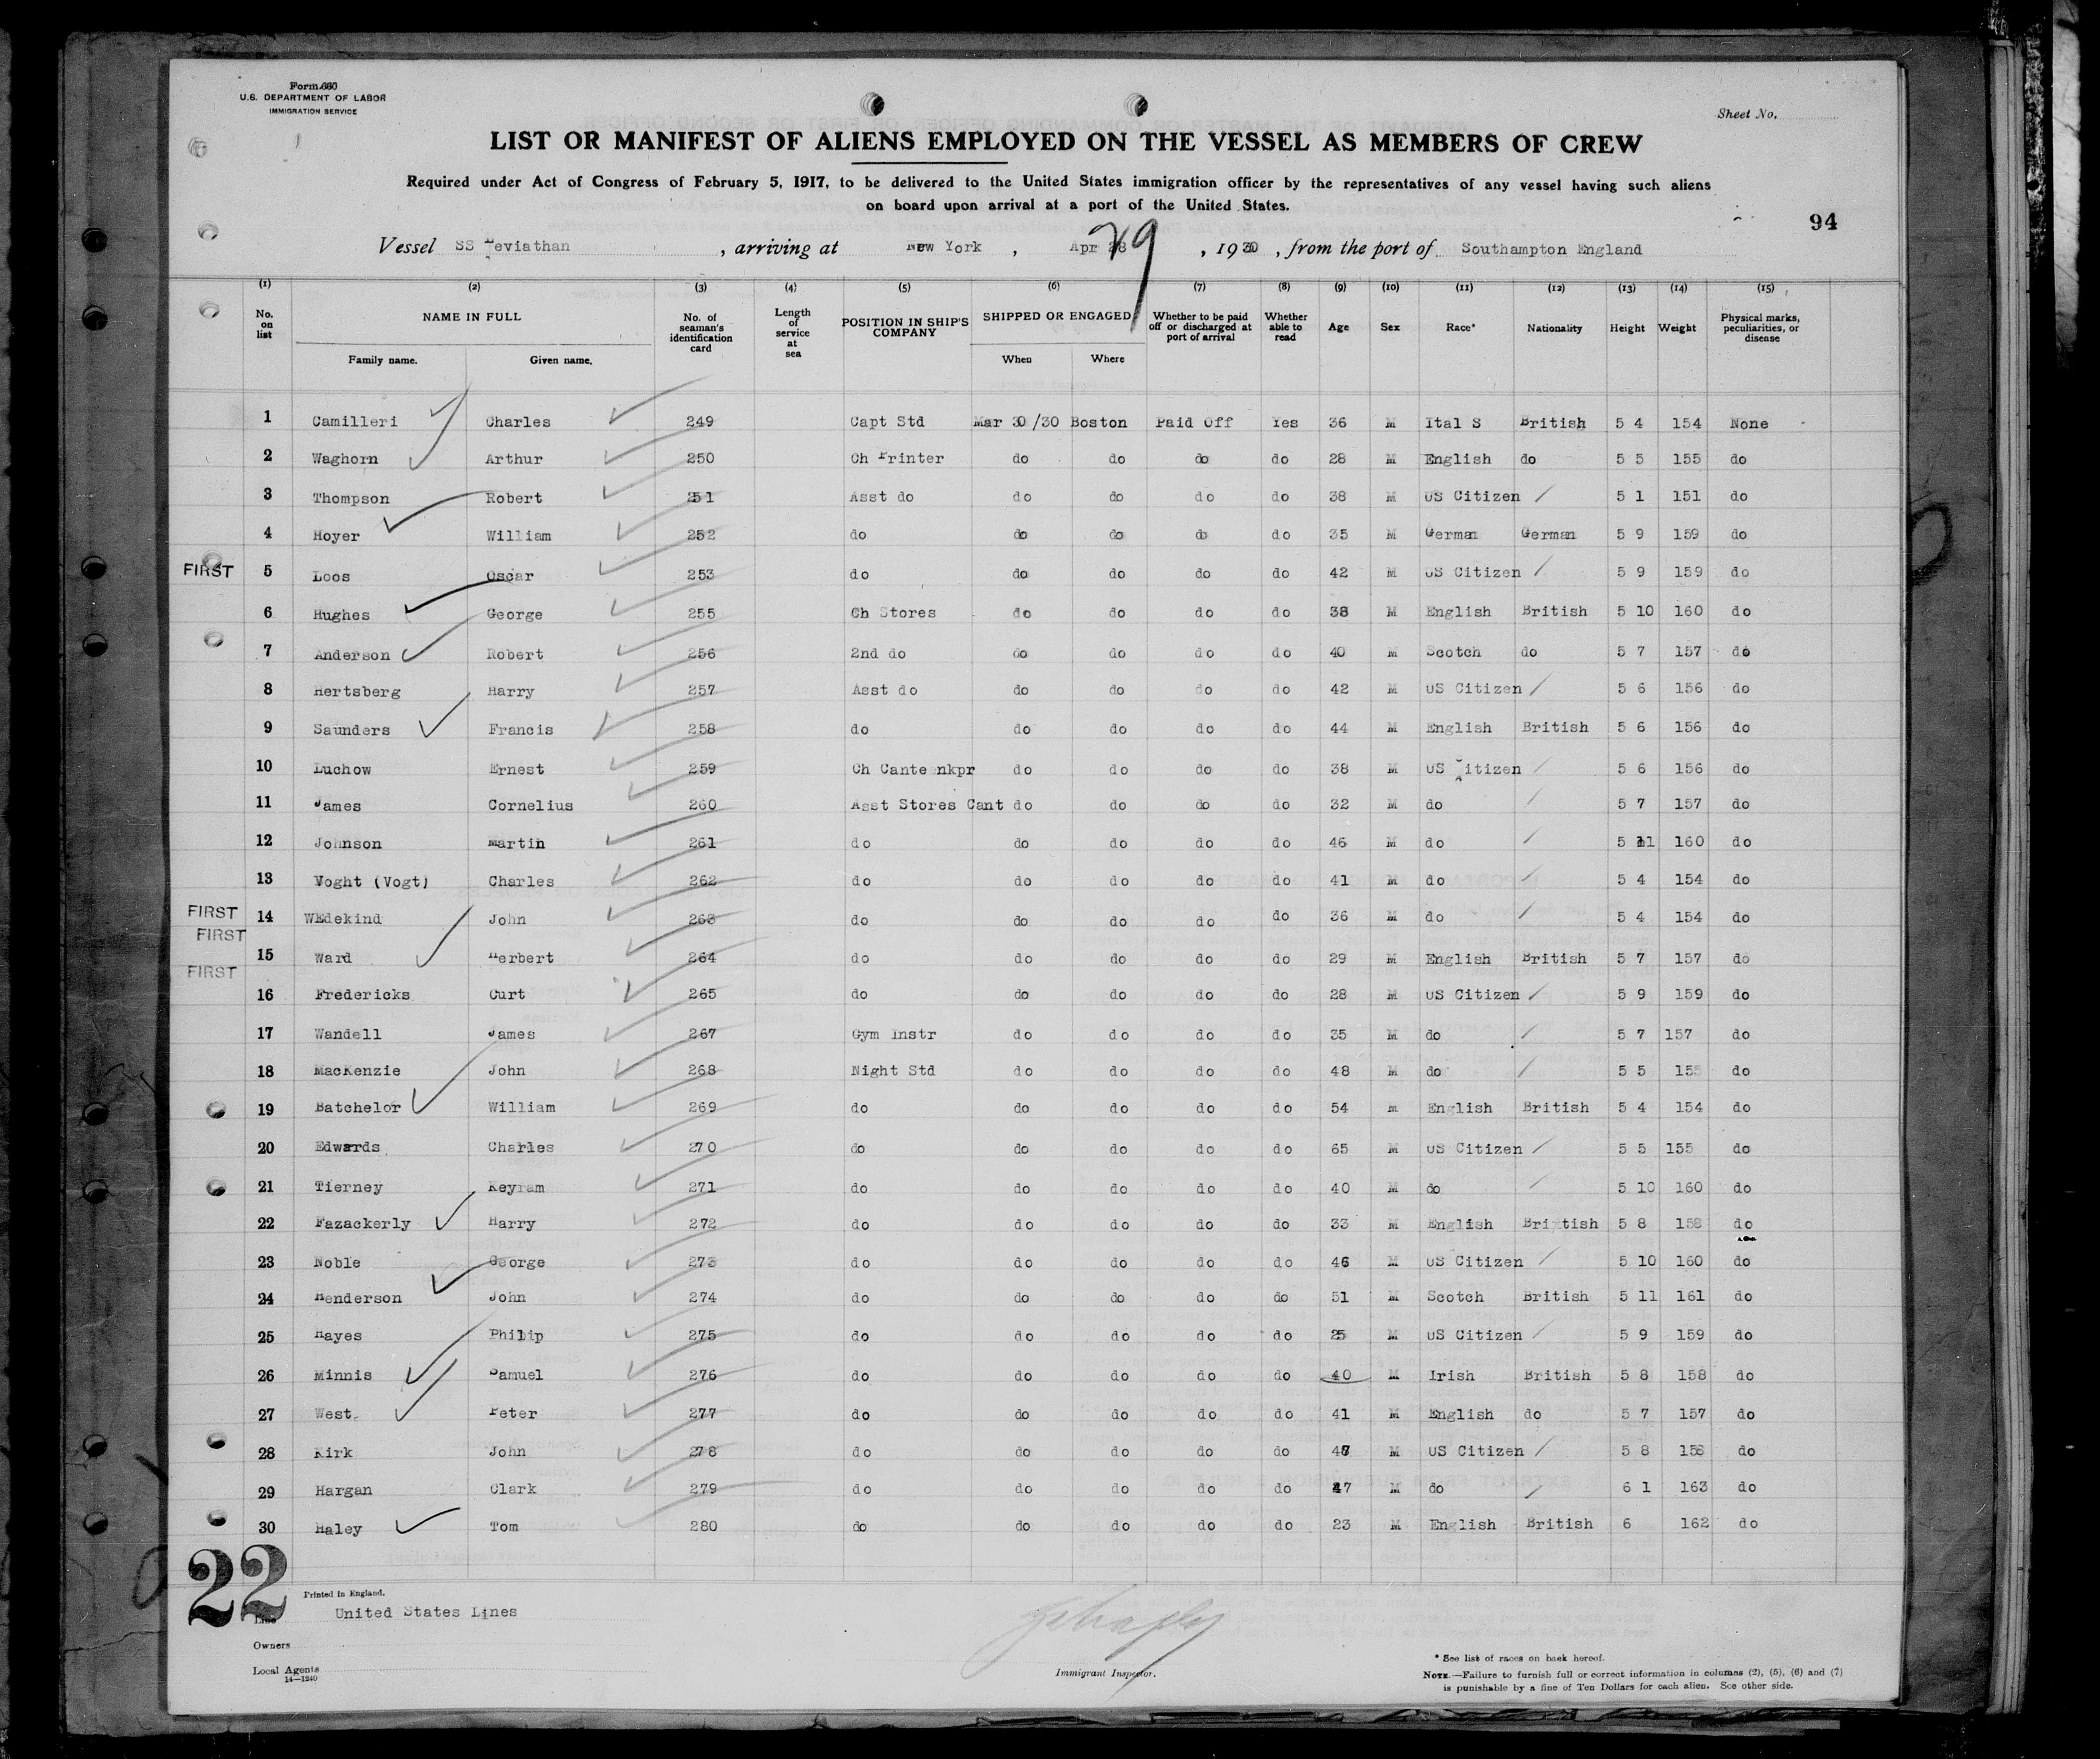 Form 680
U.S. DEPARTMENT OF LABOR
IMMIGRATION SERVICE
Sheet No.
LIST OR MANIFEST OF ALIENS EMPLOYED ON THE VESSEL AS MEMBERS OF CREW
Required under Act of Congress of February 5, 1917, to be delivered to the United States immigration officer by the representatives of any vessel having such aliens
on board upon arrival at a port of the United States.
94
Vessel SS Leviathan , arriving at New York , Apr 29 , 1930 , from the port of Southampton England
(1) (2) (3) (4) (5) (6) (7) (8) (9) (10) (11) (12) (13) (14) (15)
No. on list NAME IN FULL Family name. Given name. No. of seaman's identification card Length of service at sea POSITION IN SHIP'S COMPANY SHIPPED OR ENGAGED When Where Whether to be paid off or discharged at port of arrival Whether able to read Age Sex Race* Nationality Height Weight Physical marks, peculiarities, or disease
1 Camilleri Charles 249 Capt Std Mar 30/30 Boston Paid Off Yes 36 M Ital S British 5 4 154 None
2 Waghorn Arthur 250 Ch Printer do do do do 28 M English do 5 5 155 do
3 Thompson Robert 251 Asst do do do do do 38 M US Citizen / 5 1 151 do
4 Hoyer William 252 do do do do do 35 M German German 5 9 159 do
FIRST 5 Loos Oscar 253 do do do do do 42 M US Citizen / 5 9 159 do
6 Hughes George 255 Ch Stores do do do do 38 M English British 5 10 160 do
7 Anderson Robert 256 2nd do do do do do 40 M Scotch do 5 7 157 do
8 Hertsberg Harry 257 Asst do do do do do 42 M US Citizen / 5 6 156 do
9 Saunders Francis 258 do do do do do 44 M English British 5 6 156 do
10 Luchow Ernest 259 Ch Cante nkpr do do do do 38 M US Citizen / 5 6 156 do
11 James Cornelius 260 Asst Stores Cant do do do do 32 M do / 5 7 157 do
12 Johnson Martin 261 do do do do do 46 M do / 5 11 160 do
13 Voght (Vogt) Charles 262 do do do do do 41 M do / 5 4 154 do
FIRST 14 WEdekind John 263 do do do do do 36 M do / 5 4 154 do
FIRST
15 Ward Herbert 264 do do do do do 29 M English British 5 7 157 do
FIRST
16 Fredericks Curt 265 do do do do do 28 M US Citizen / 5 9 159 do
17 Wandell James 267 Gym Instr do do do do 35 M do / 5 7 157 do
18 MacKenzie John 268 Night Std do do do do 48 M do / 5 5 155 do
19 Batchelor William 269 do do do do do 54 M English British 5 4 154 do
20 Edwards Charles 270 do do do do do 65 M US Citizen / 5 5 155 do
21 Tierney Keyram 271 do do do do do 40 M do / 5 10 160 do
22 Fazackerly Harry 272 do do do do do 33 M English British 5 8 158 do
23 Noble George 273 do do do do do 46 M US Citizen / 5 10 160 do
24 Henderson John 274 do do do do do 51 M Scotch British 5 11 161 do
25 Hayes Philip 275 do do do do do 25 M US Citizen / 5 9 159 do
26 Minnis Samuel 276 do do do do do 40 M Irish British 5 8 158 do
27 West Peter 277 do do do do do 41 M English do 5 7 157 do
28 Kirk John 278 do do do do do M US Citizen / 5 8 158 do
29 Hargan Clark 279 do do do do do 47 M do / 6 1 163 do
30 Haley Tom 280 do do do do do 23 M English British 6 162 do
22
Printed in England.
Line United States Lines
Owners
Local Agents
14—1240
Immigrant Inspector.
* See list of races on back hereof.
NOTE.—Failure to furnish full or correct information in columns (2), (5), (6) and (7)
is punishable by a fine of Ten Dollars for each alien. See other side.